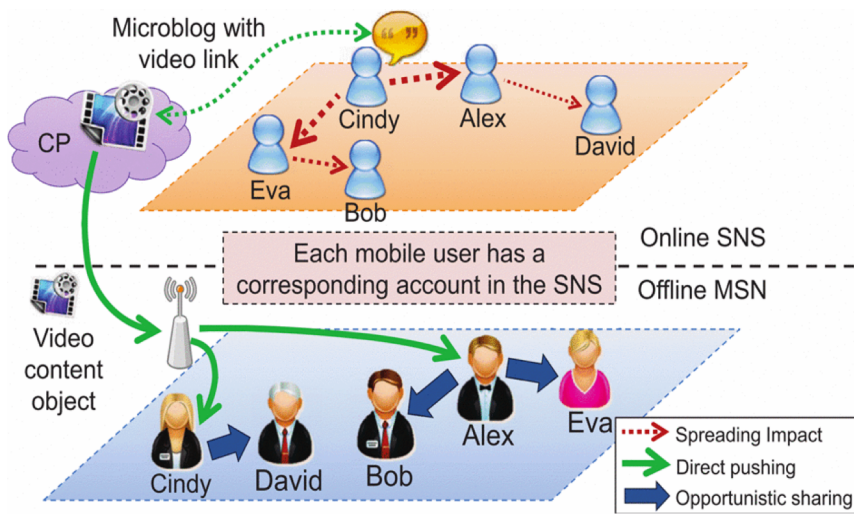 Microblog with
video link
CP
Cindy
Alex
David
Eva
Bob
Online SNS
Each mobile user has a
corresponding account in the SNS
Offline MSN
Video
content
object
Cindy
David
Bob
Alex
Eva
Spreading Impact
Direct pushing
Opportunistic sharing